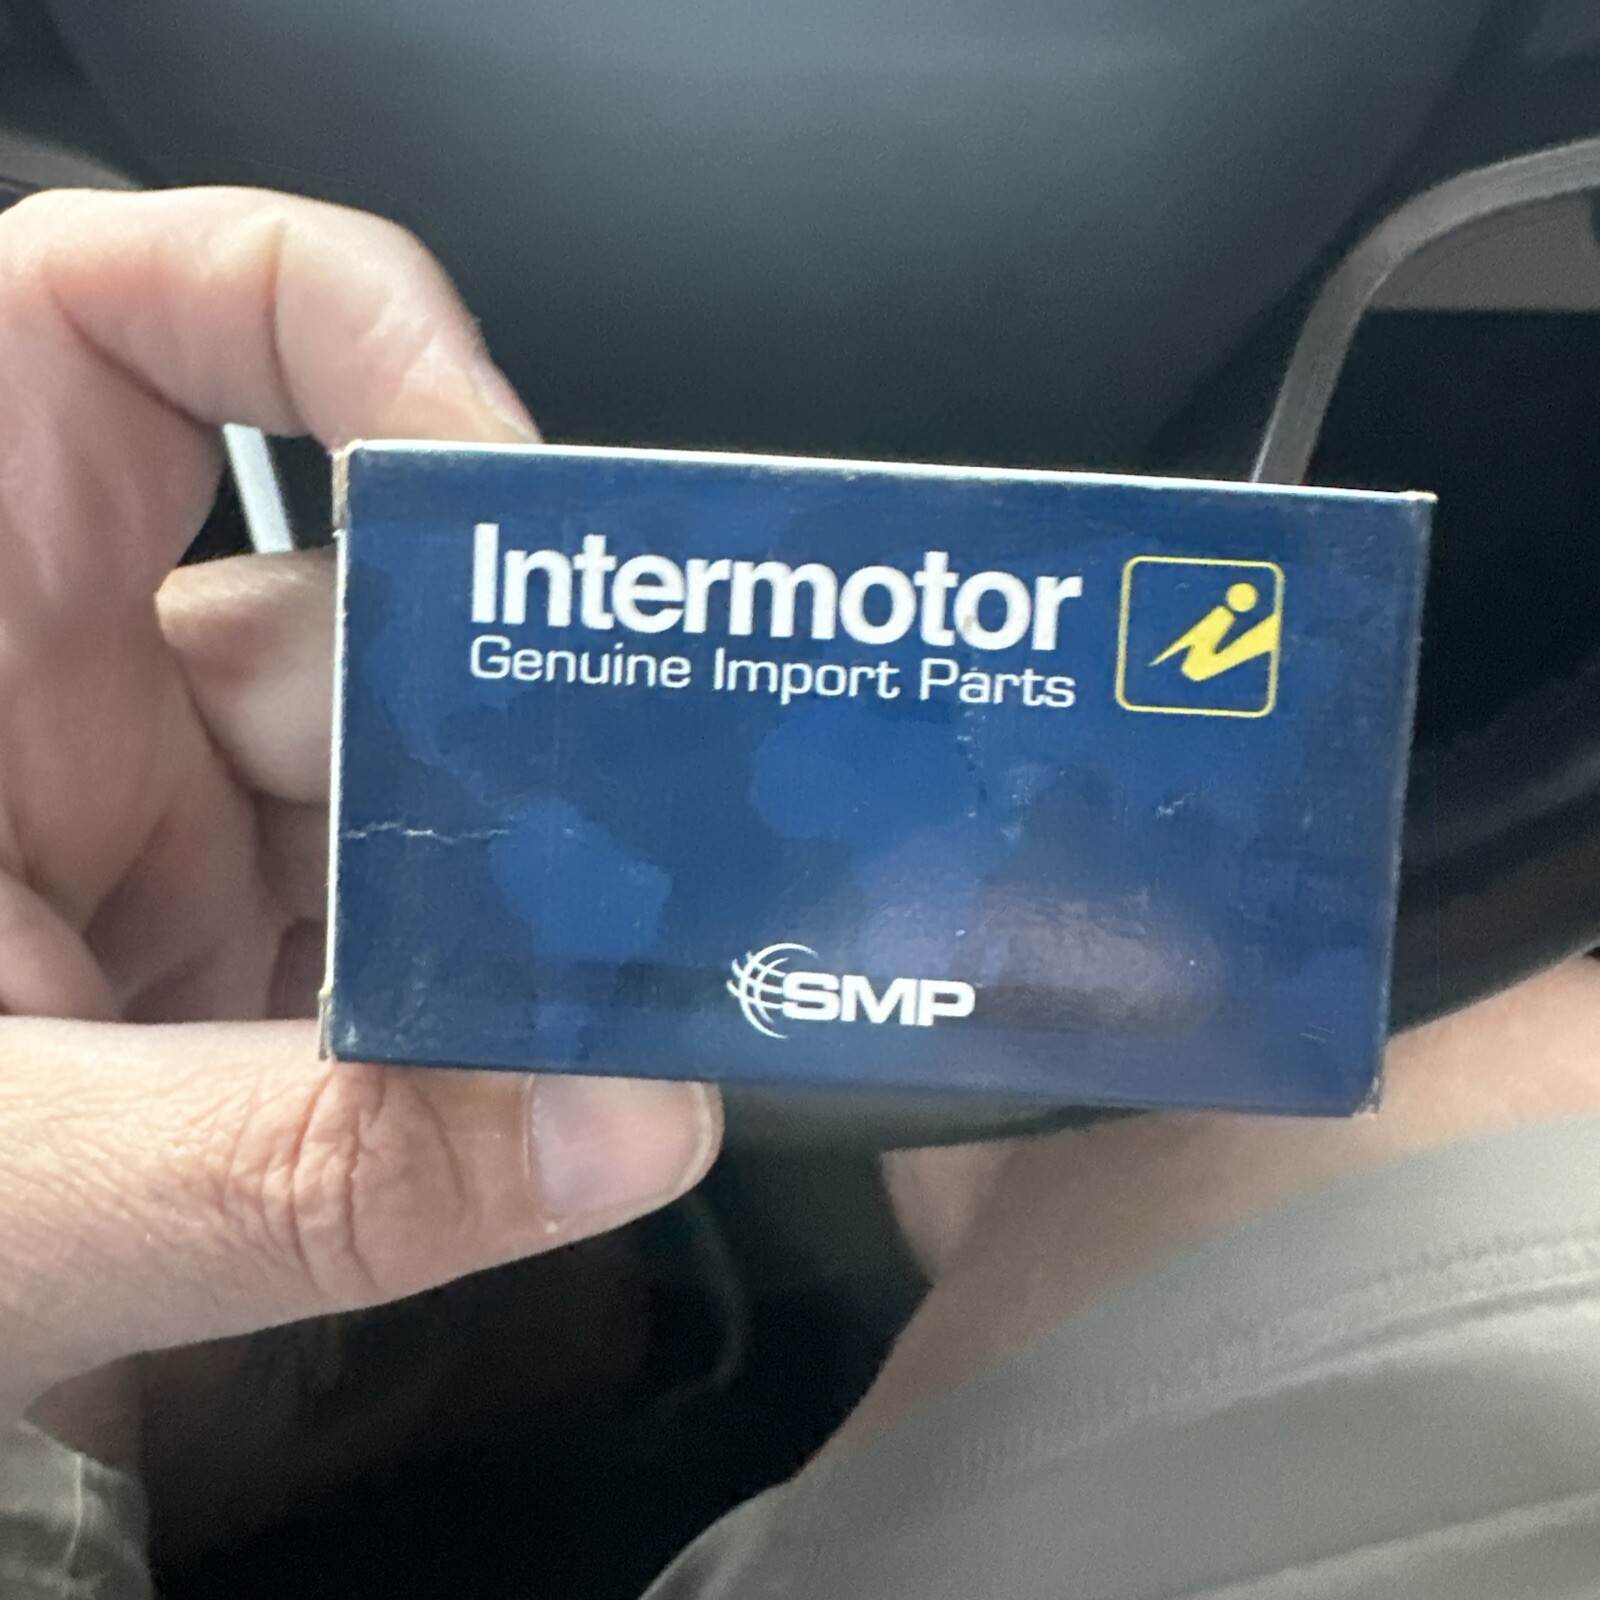 Intermotor
Genuine Import Parts
i
SMP